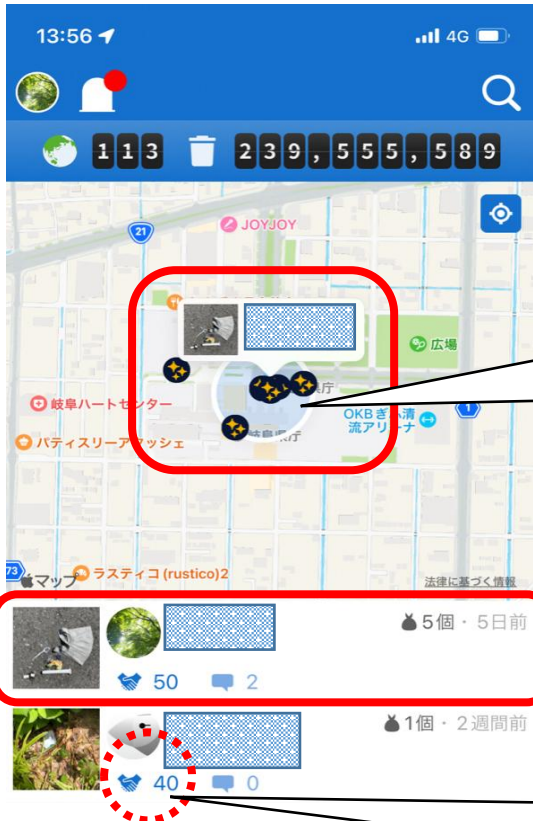 13:56
4G
113 239,555,589
21
JOYJOY
広場
岐阜ハートセンター
OKBぎふ清
流アリーナ
1
パティスリーアマッシェ
岐阜県庁
73
マップ
ラスティコ (rustico)2
法律に基づく情報
5個・5日前
50 2
1個・2週間前
40 0